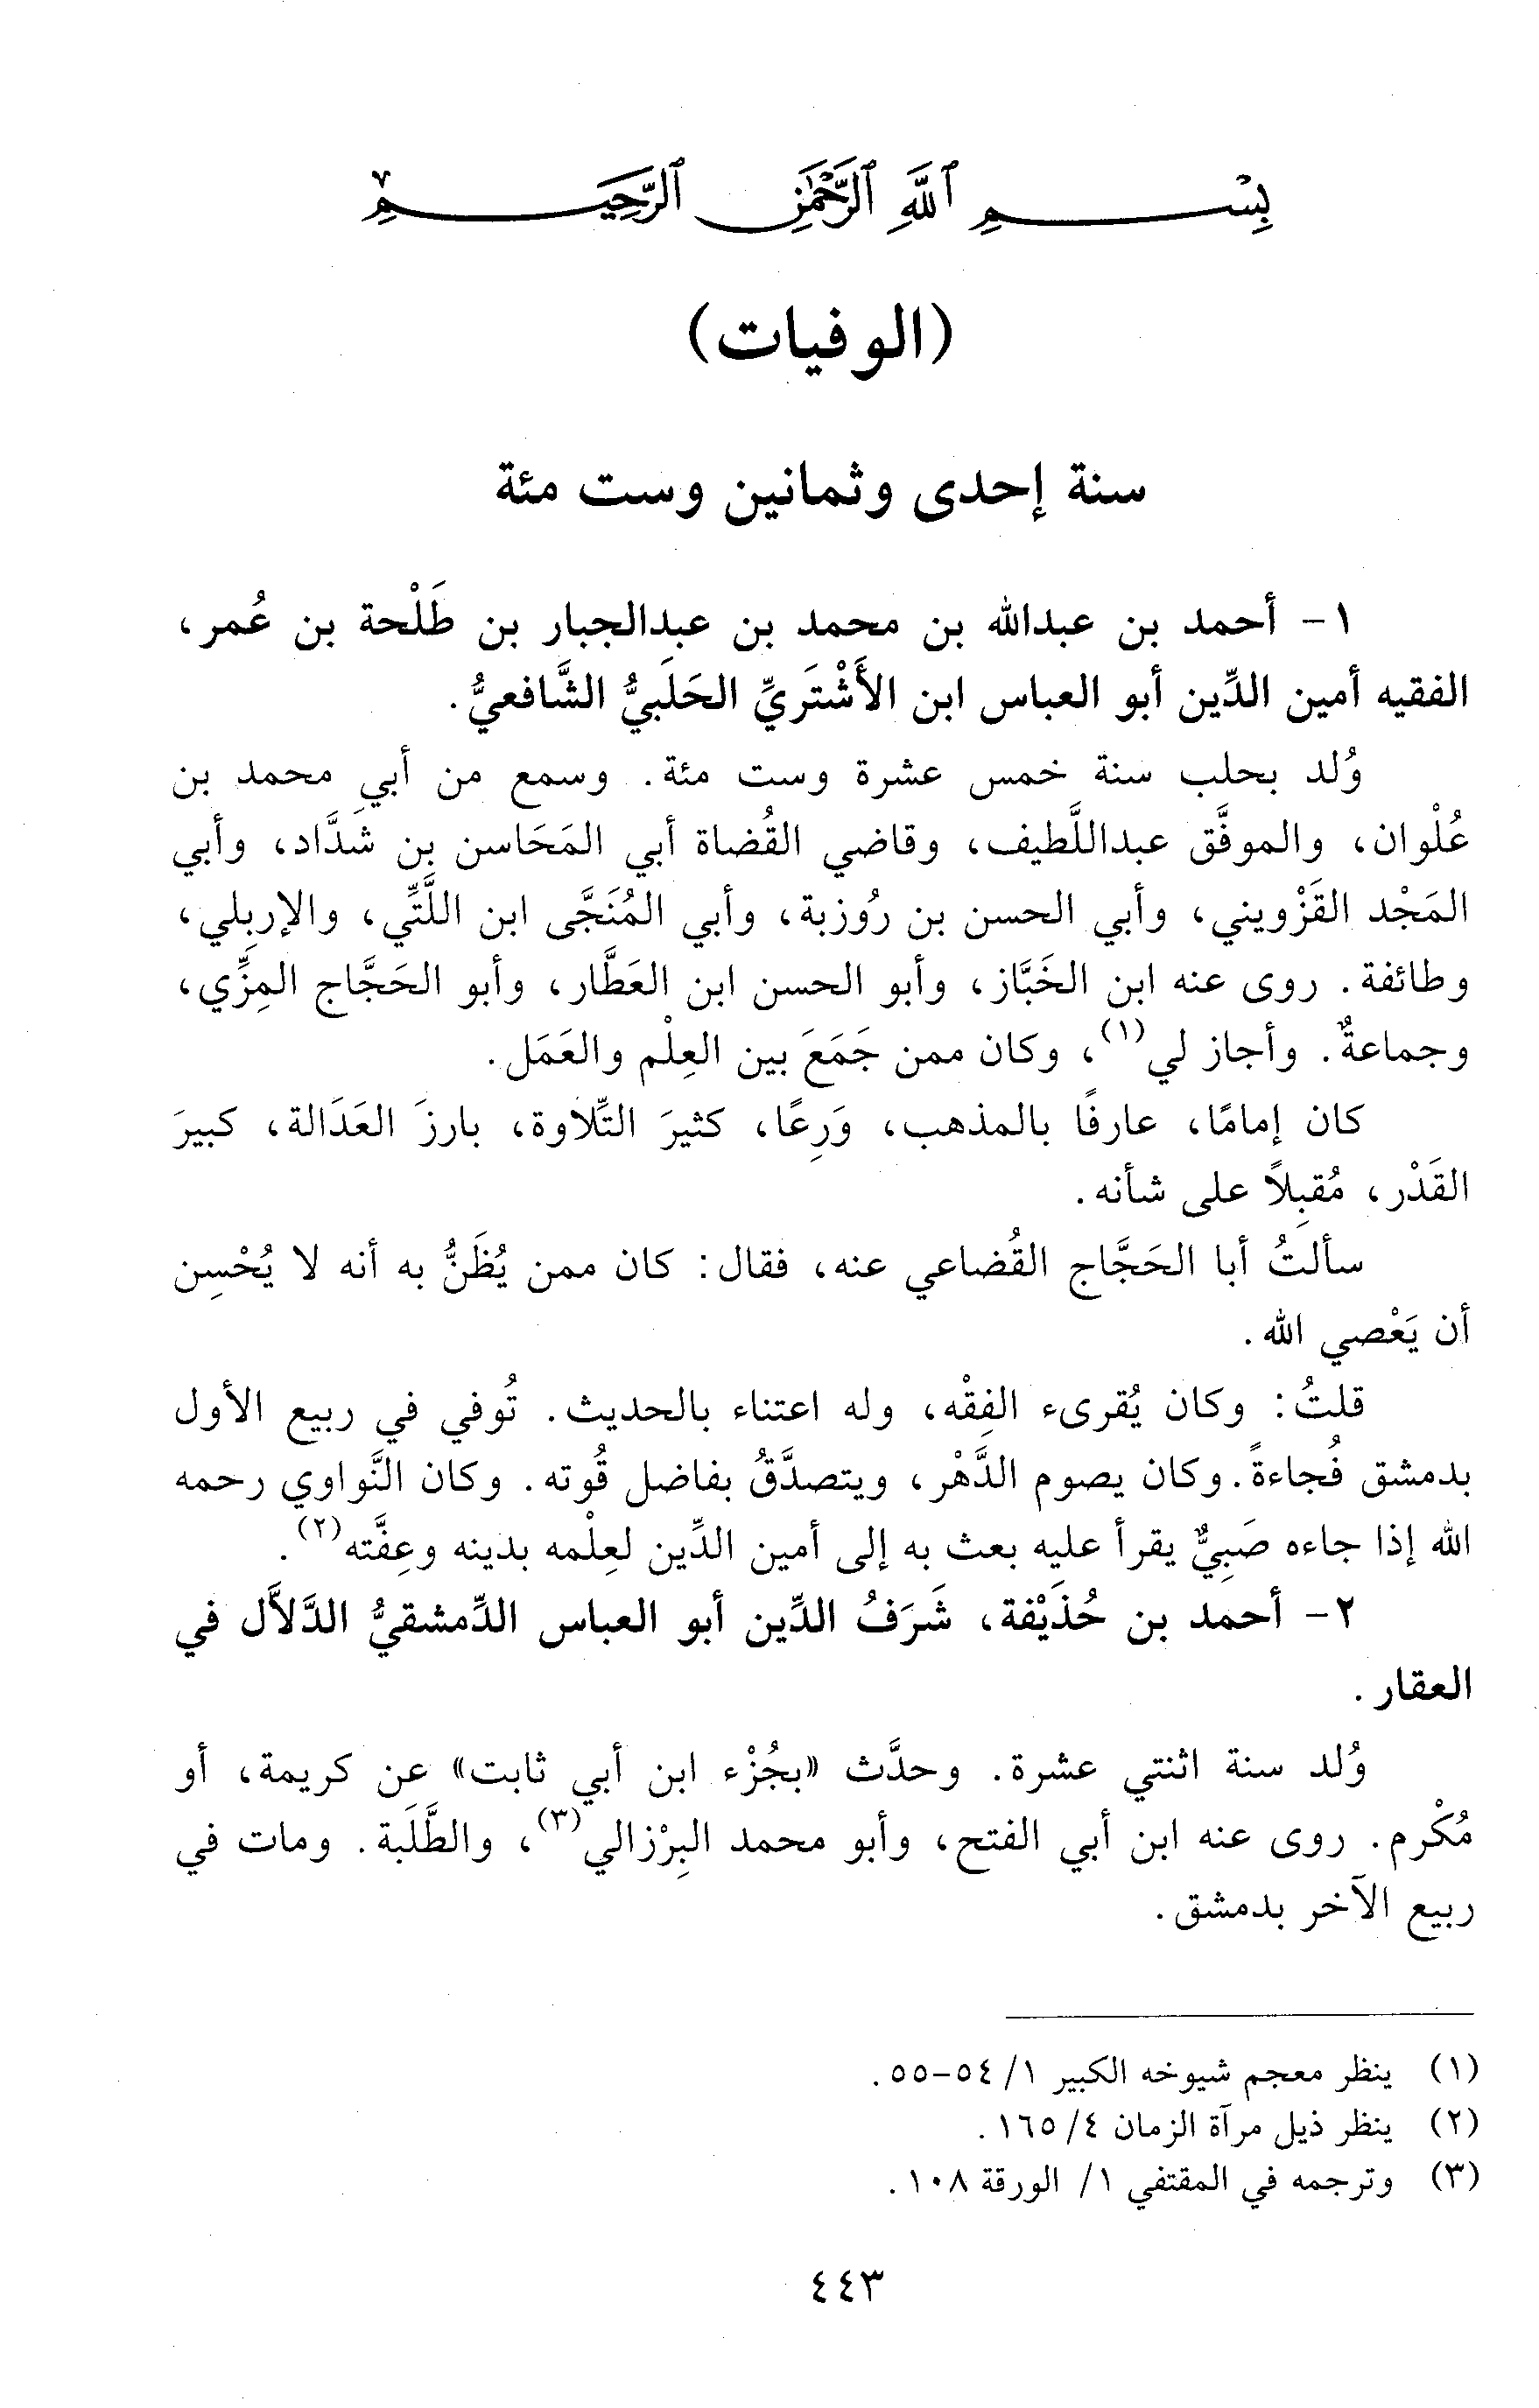 بِسْمِ ٱللَّهِ ٱلرَّحْمَٰنِ ٱلرَّحِيمِ
(الوفيات)
سنة إحدى وثمانين وست مئة
١- أحمد بن عبدالله بن محمد بن عبدالجبار بن طَلْحة بن عُمر،
الفقيه أمين الدِّين أبو العباس ابن الأَشْتَريِّ الحَلَبيُّ الشَّافعيُّ.
وُلد بحلب سنة خمس عشرة وست مئة. وسمع من أبي محمد بن
عُلْوان، والموفَّق عبداللَّطيف، وقاضي القُضاة أبي المَحَاسن بن شَدَّاد، وأبي
المَجْد القَزْويني، وأبي الحسن بن رُوزبة، وأبي المُنَجَّى ابن اللَّتِّي، والإربِلي،
وطائفة. روى عنه ابن الخَبَّاز، وأبو الحسن ابن العَطَّار، وأبو الحَجَّاج المِزِّي،
وجماعةٌ. وأجاز لي(١)، وكان ممن جَمَعَ بين العِلْم والعَمَل.
كان إمامًا، عارفًا بالمذهب، وَرِعًا، كثيرَ التِّلاوة، بارزَ العَدَالة، كبيرَ
القَدْر، مُقبِلاً على شأنه.
سألتُ أبا الحَجَّاج القُضاعي عنه، فقال: كان ممن يُظَنُّ به أنه لا يُحْسِن
أن يَعْصي الله.
قلتُ: وكان يُقرىء الفِقْه، وله اعتناء بالحديث. تُوفي في ربيع الأول
بدمشق فُجاءةً. وكان يصوم الدَّهْر، ويتصدَّقُ بفاضل قُوته. وكان النَّواوي رحمه
الله إذا جاءه صَبِيٌّ يقرأ عليه بعث به إلى أمين الدِّين لعِلْمه بدينه وعِفَّته(٢).
٢- أحمد بن حُذَيْفة، شَرَفُ الدِّين أبو العباس الدِّمشقيُّ الدَّلاَّل في
العقار.
وُلد سنة اثنتي عشرة. وحدَّث «بجُزْء ابن أبي ثابت» عن كريمة، أو
مُكْرم. روى عنه ابن أبي الفتح، وأبو محمد البِرْزالي(٣)، والطَّلَبة. ومات في
ربيع الآخر بدمشق.
(١) ينظر معجم شيوخه الكبير ١/ ٥٤-٥٥.
(٢) ينظر ذيل مرآة الزمان ٤/ ١٦٥.
(٣) وترجمه في المقتفي ١/ الورقة ١٠٨.
٤٤٣